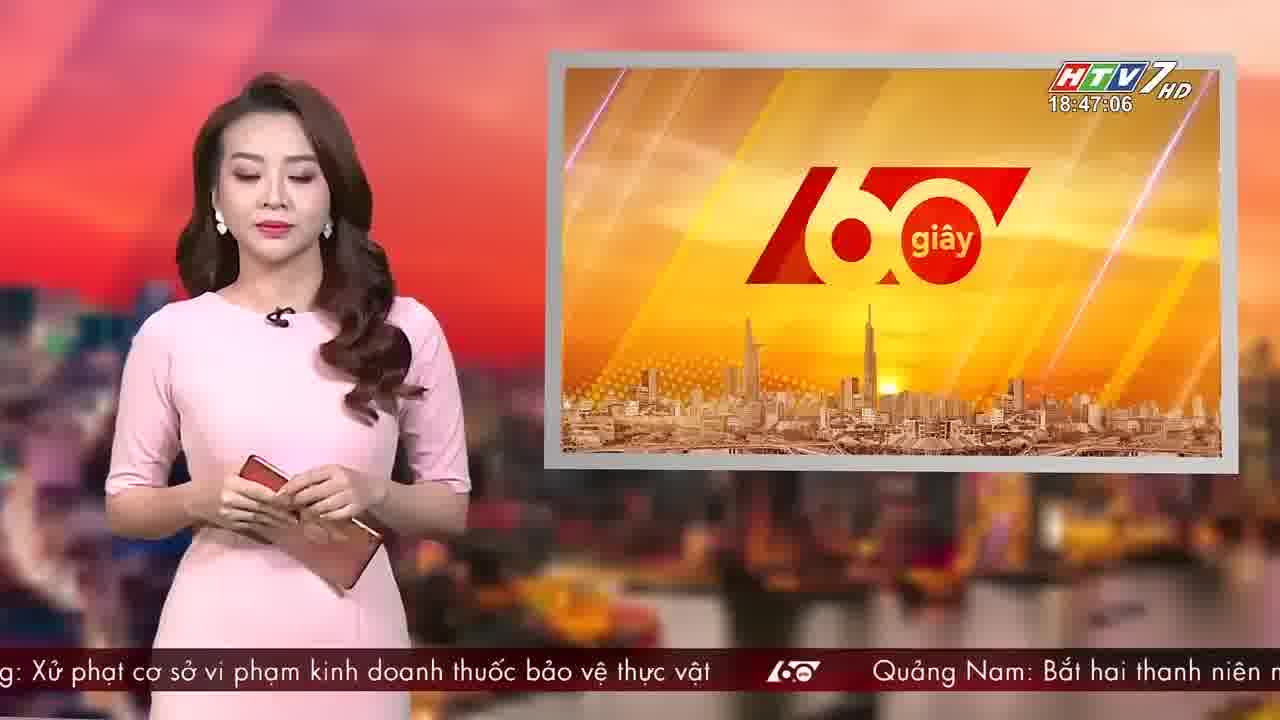 HTV7 HD
18:47:06
60 giây
g: Xử phạt cơ sở vi phạm kinh doanh thuốc bảo vệ thực vật 60 Quảng Nam: Bắt hai thanh niên